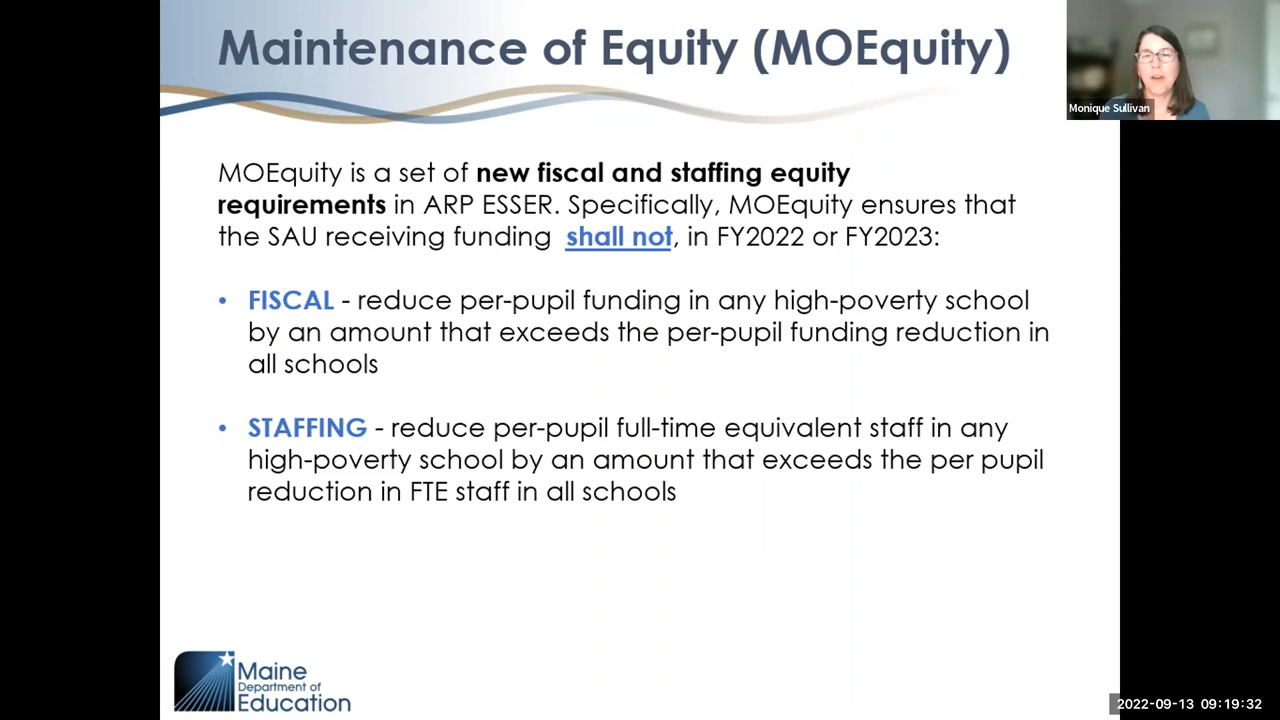 Maintenance of Equity (MOEquity)
Monique Sullivan
MOEquity is a set of new fiscal and staffing equity
requirements in ARP ESSER. Specifically, MOEquity ensures that
the SAU receiving funding shall not, in FY2022 or FY2023:
• FISCAL - reduce per-pupil funding in any high-poverty school
by an amount that exceeds the per-pupil funding reduction in
all schools
• STAFFING - reduce per-pupil full-time equivalent staff in any
high-poverty school by an amount that exceeds the per pupil
reduction in FTE staff in all schools
Maine
Department of
Education
2022-09-13 09:19:32